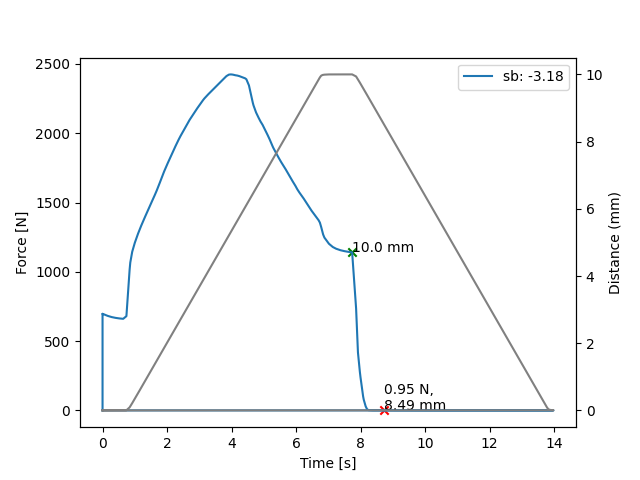 sb: -3.18
2500
2000
1500
1000
500
0
Force [N]
10
8
6
4
2
0
Distance (mm)
10.0 mm
0.95 N,
8.49 mm
0 2 4 6 8 10 12 14
Time [s]